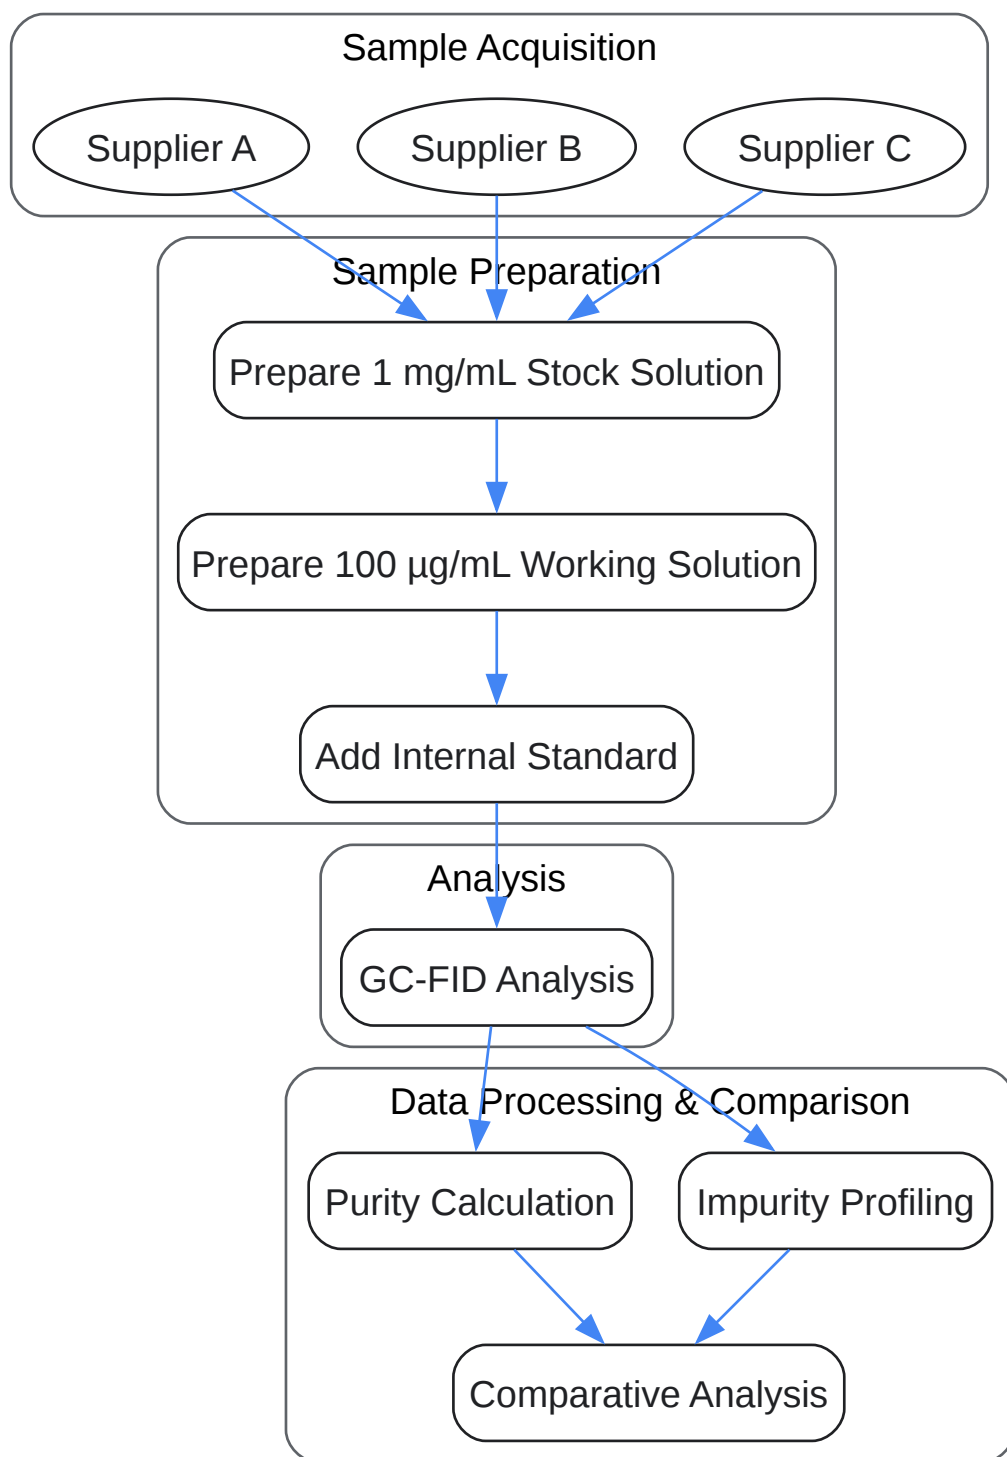 Sample Acquisition
Supplier A
Supplier B
Supplier C
Sample Preparation
Prepare 1 mg/mL Stock Solution
Prepare 100 µg/mL Working Solution
Add Internal Standard
Analysis
GC-FID Analysis
Data Processing & Comparison
Purity Calculation
Impurity Profiling
Comparative Analysis